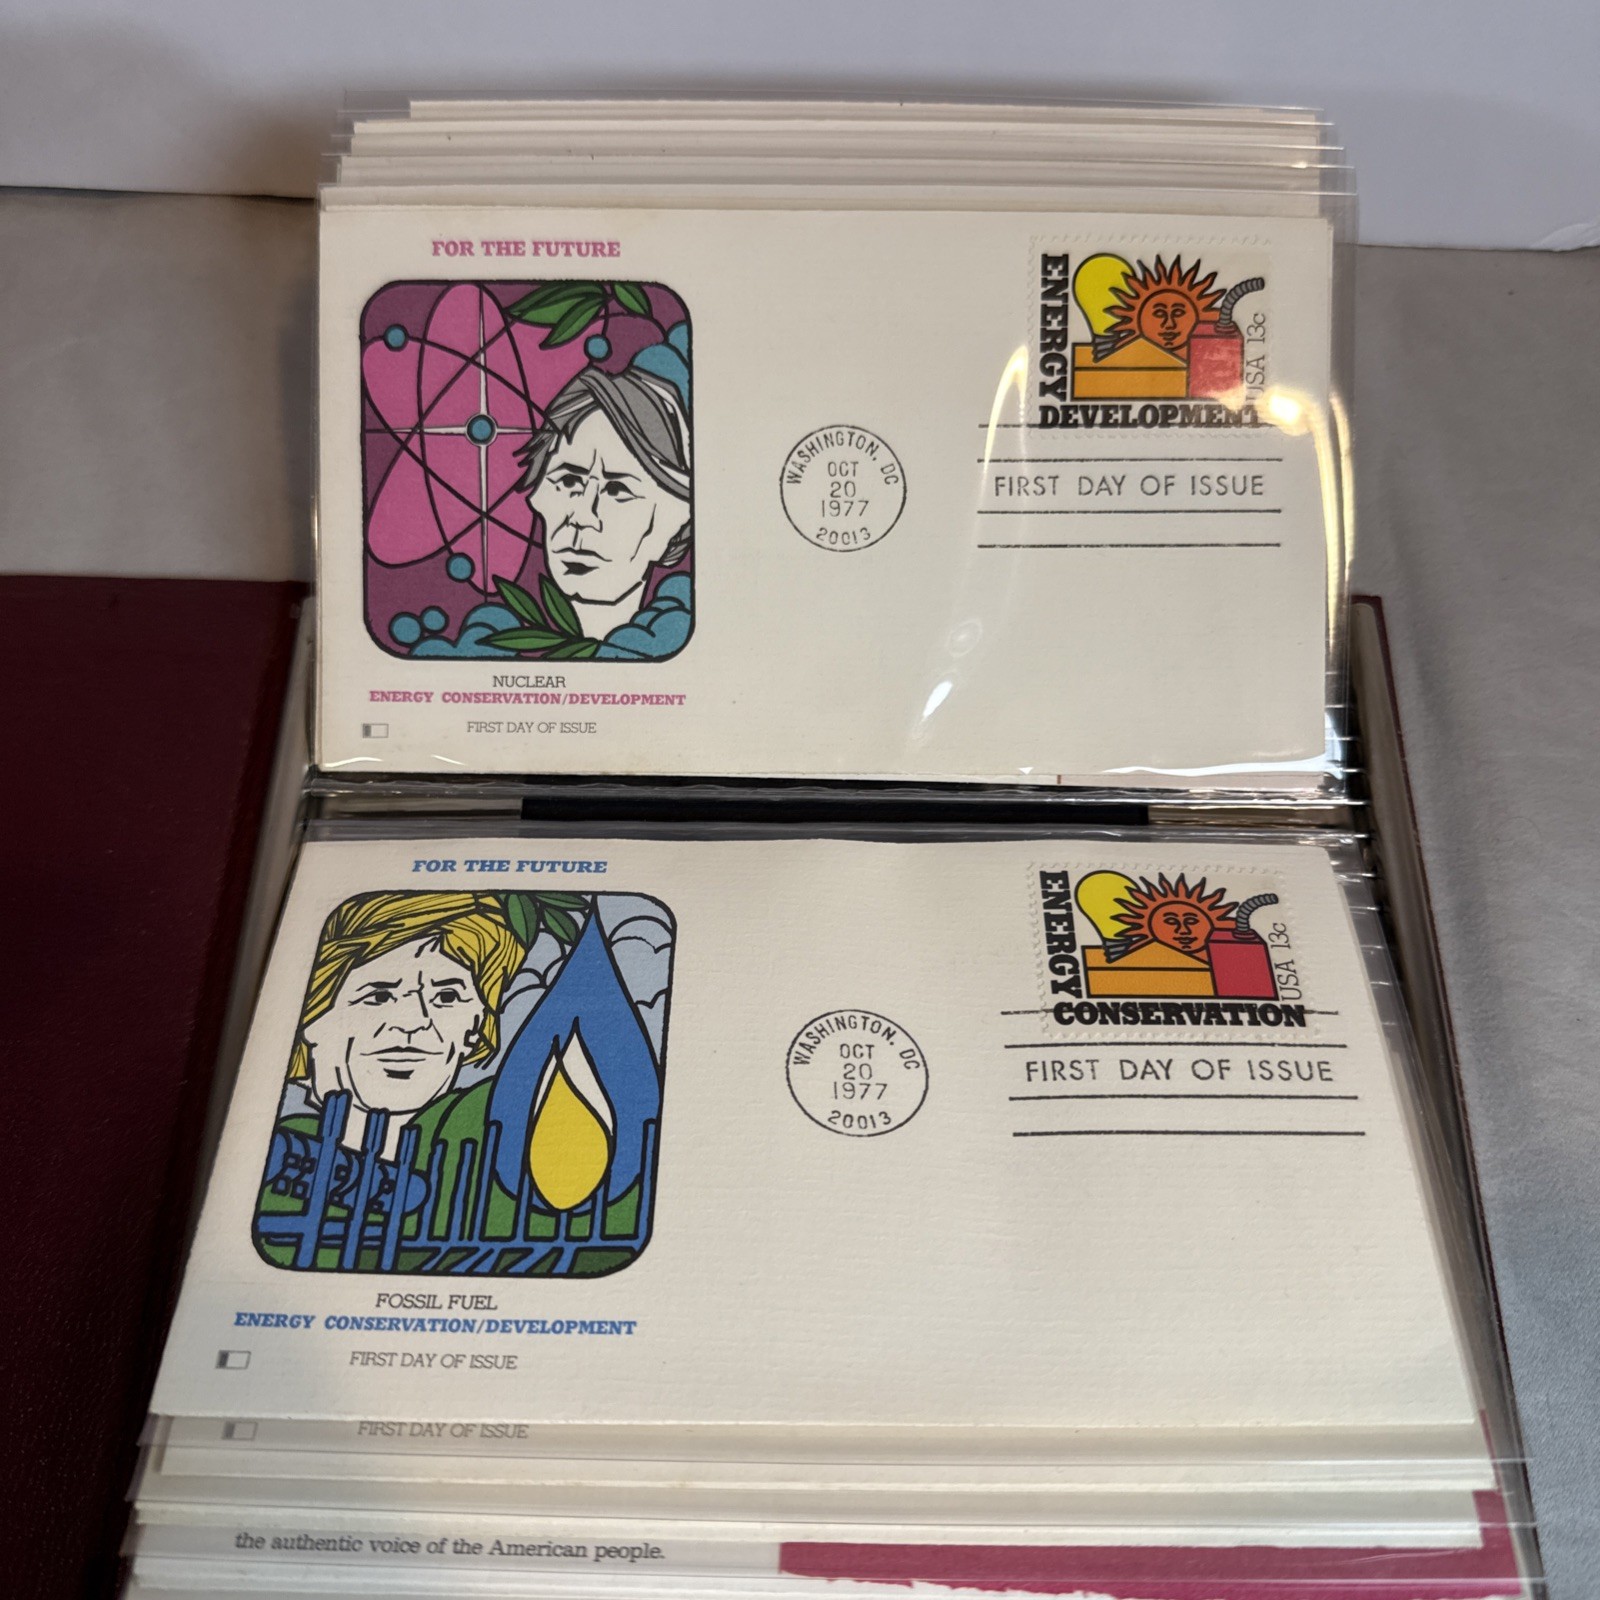 FOR THE FUTURE
ENERGY
DEVELOPMENT
USA 13c
WASHINGTON, DC
OCT
20
1977
20013
FIRST DAY OF ISSUE
NUCLEAR
ENERGY CONSERVATION/DEVELOPMENT
FIRST DAY OF ISSUE
FOR THE FUTURE
ENERGY
CONSERVATION
USA 13c
WASHINGTON, DC
OCT
20
1977
20013
FIRST DAY OF ISSUE
FOSSIL FUEL
ENERGY CONSERVATION/DEVELOPMENT
FIRST DAY OF ISSUE
FIRST DAY OF ISSUE
the authentic voice of the American people.